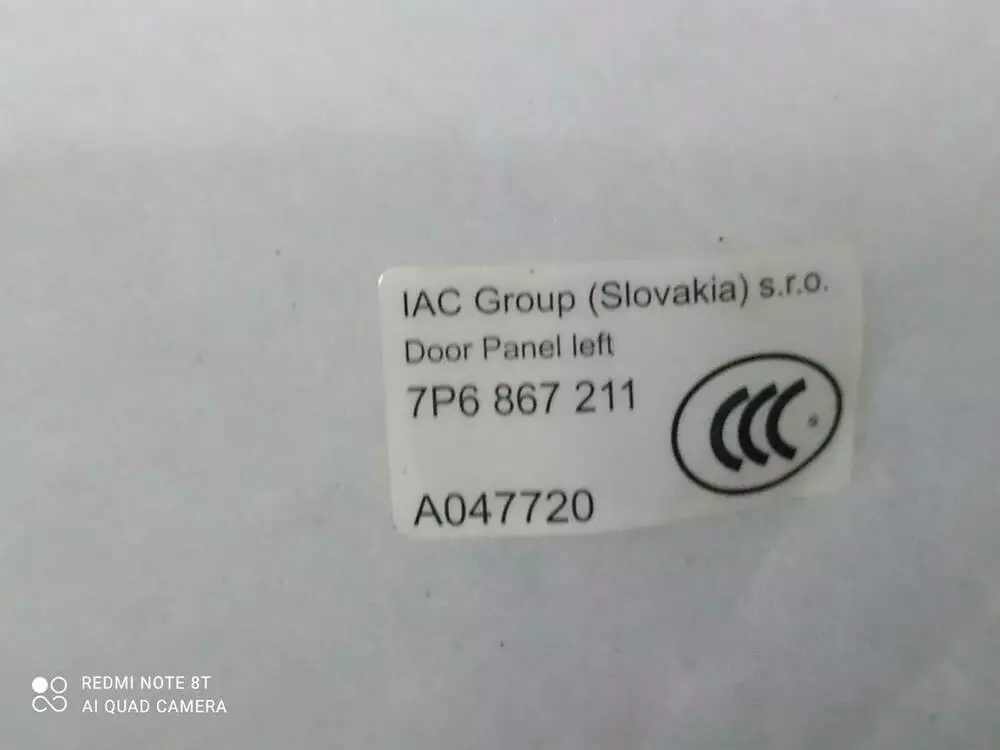 IAC Group (Slovakia) s.r.o.
Door Panel left
7P6 867 211
CCC S
A047720
REDMI NOTE 8T
AI QUAD CAMERA